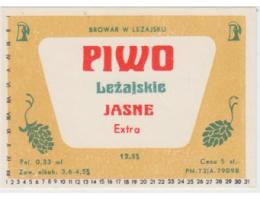 BROWAR W LEŻAJSKU
PIWO
Leżajskie
JASNE
Extra
12,5%
Poj. 0,33 ml
Zaw. alkoh. 3,6-4,5%
Cena 5 zł.
PN-73/A-79098
1 2 3 4 5 6 7 8 9 10 11 12 13 14 15 16 17 18 19 20 21 22 23 24 25 26 27 28 29 30 31